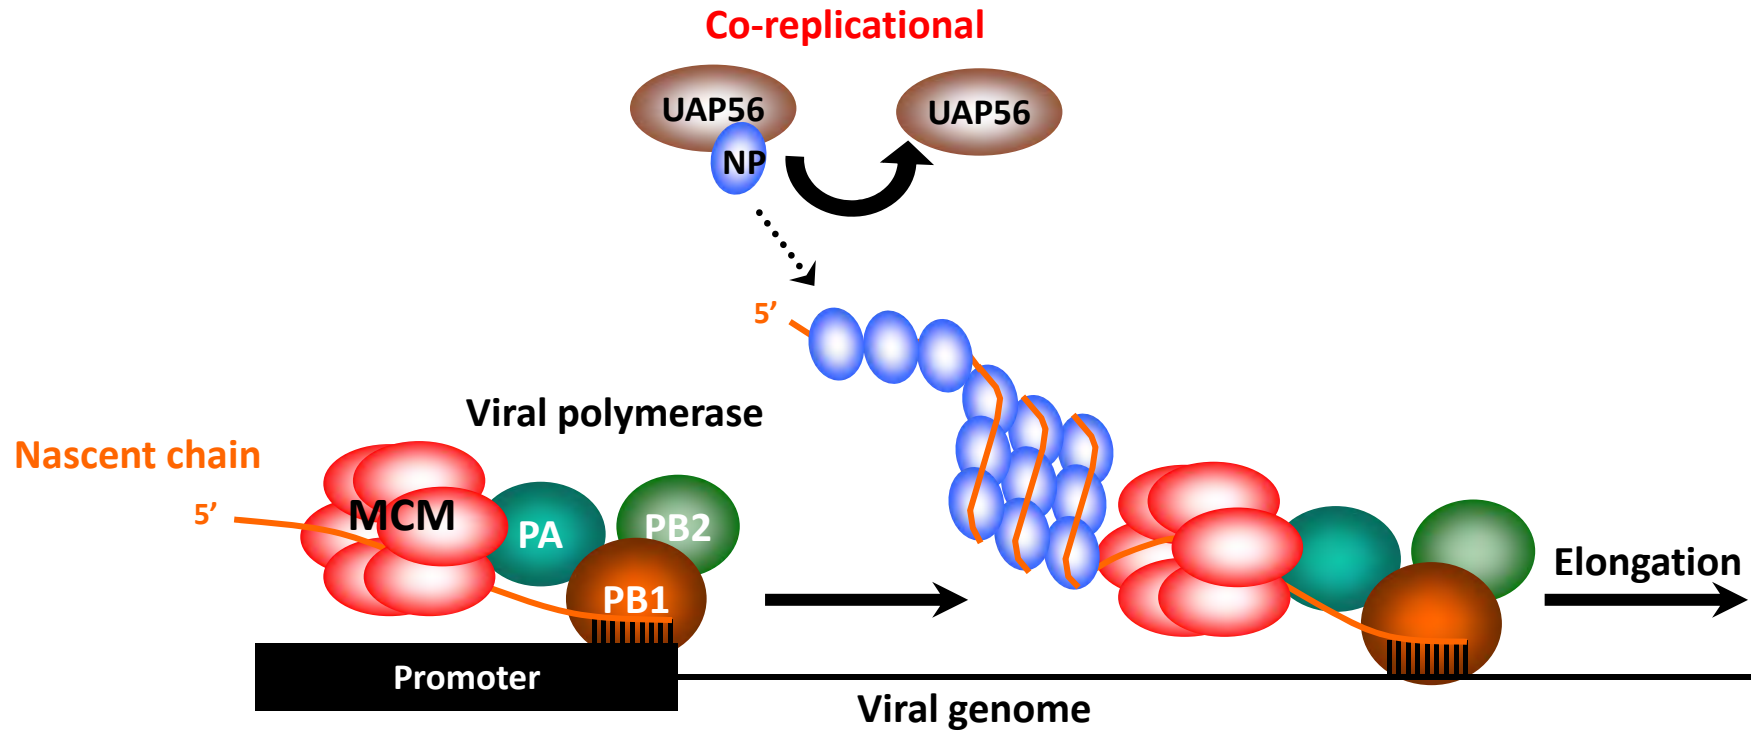 Co-replicational
UAP56
UAP56
NP
5’
Viral polymerase
Nascent chain
5’
MCM
PA
PB2
PB1
Elongation
Promoter
Viral genome